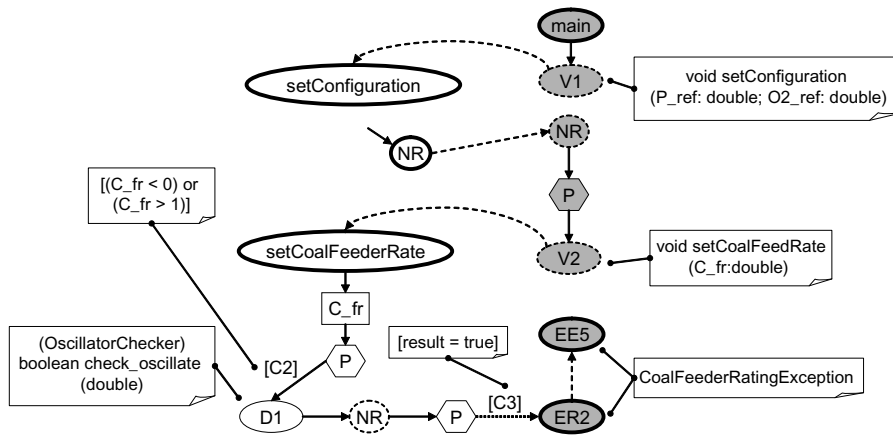 main
setConfiguration
V1
void setConfiguration
(P_ref: double; O2_ref: double)
NR
NR
P
[(C_fr < 0) or
(C_fr > 1)]
setCoalFeederRate
V2
void setCoalFeedRate
(C_fr:double)
C_fr
(OscillatorChecker)
boolean check_oscillate
(double)
[C2]
P
[result = true]
EE5
CoalFeederRatingException
D1
NR
P
[C3]
ER2